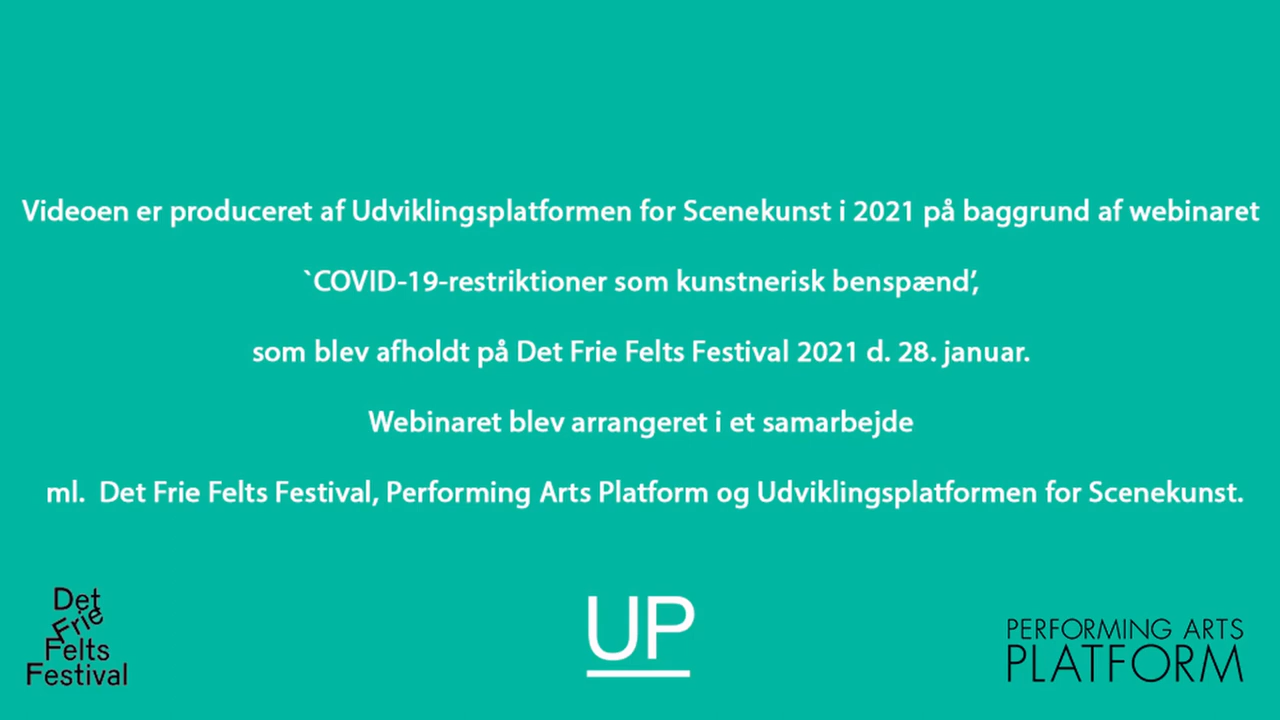 Videoen er produceret af Udviklingsplatformen for Scenekunst i 2021 på baggrund af webinaret
`COVID-19-restriktioner som kunstnerisk benspænd’,
som blev afholdt på Det Frie Felts Festival 2021 d. 28. januar.
Webinaret blev arrangeret i et samarbejde
ml.  Det Frie Felts Festival, Performing Arts Platform og Udviklingsplatformen for Scenekunst.
Det
Frie
Felts
Festival
UP
PERFORMING ARTS
PLATFORM